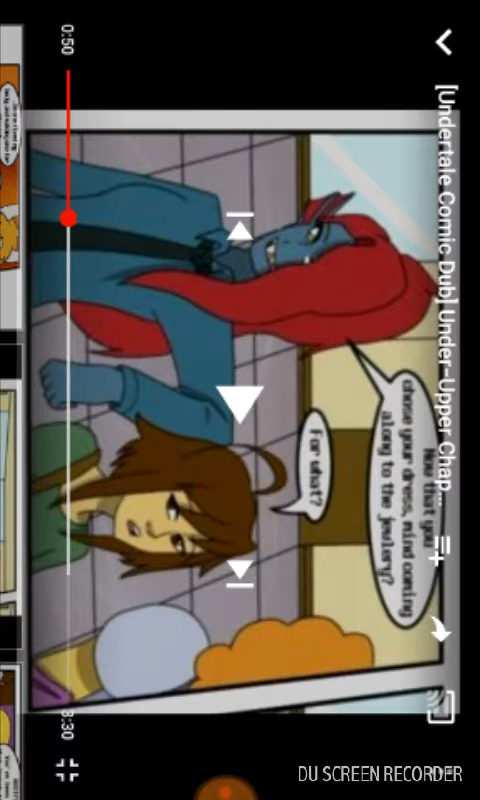 [Undertale Comic Dub] Under-Upper Chap...
Now that you
chose your dress, mind coming
along to the jewlery?
For what?
0:50
3:30
DU SCREEN RECORDER